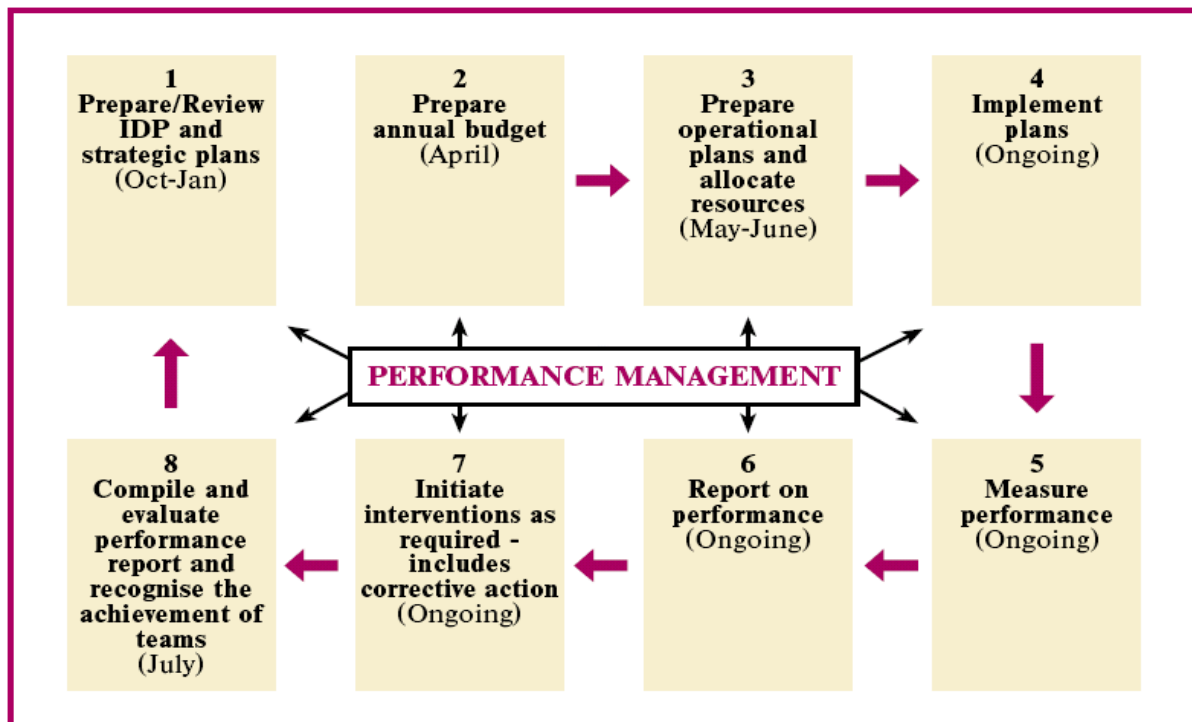 1
Prepare/Review
IDP and
strategic plans
(Oct-Jan)
2
Prepare
annual budget
(April)
3
Prepare
operational
plans and
allocate
resources
(May-June)
4
Implement
plans
(Ongoing)
PERFORMANCE MANAGEMENT
8
Compile and
evaluate
performance
report and
recognise the
achievement of
teams
(July)
7
Initiate
interventions as
required -
includes
corrective action
(Ongoing)
6
Report on
performance
(Ongoing)
5
Measure
performance
(Ongoing)